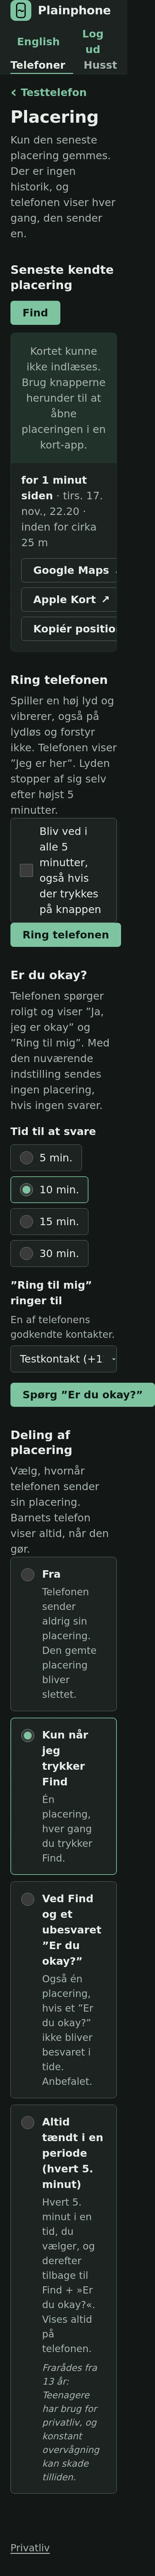 Plainphone
English
Log
ud
Telefoner
Husst
‹ Testtelefon
Placering
Kun den seneste
placering gemmes.
Der er ingen
historik, og
telefonen viser hver
gang, den sender
en.
Seneste kendte
placering
Find
Kortet kunne
ikke indlæses.
Brug knapperne
herunder til at
åbne
placeringen i en
kort-app.
for 1 minut
siden · tirs. 17.
nov., 22.20 ·
inden for cirka
25 m
Google Maps
Apple Kort ↗
Kopiér positio
Ring telefonen
Spiller en høj lyd og
vibrerer, også på
lydløs og forstyr
ikke. Telefonen viser
”Jeg er her”. Lyden
stopper af sig selv
efter højst 5
minutter.
Bliv ved i
alle 5
minutter,
også hvis
der trykkes
på knappen
Ring telefonen
Er du okay?
Telefonen spørger
roligt og viser ”Ja,
jeg er okay” og
”Ring til mig”. Med
den nuværende
indstilling sendes
ingen placering,
hvis ingen svarer.
Tid til at svare
5 min.
10 min.
15 min.
30 min.
”Ring til mig”
ringer til
En af telefonens
godkendte kontakter.
Testkontakt (+1
Spørg ”Er du okay?”
Deling af
placering
Vælg, hvornår
telefonen sender
sin placering.
Barnets telefon
viser altid, når den
gør.
Fra
Telefonen
sender
aldrig sin
placering.
Den gemte
placering
bliver
slettet.
Kun når
jeg
trykker
Find
Én
placering,
hver gang
du trykker
Find.
Ved Find
og et
ubesvaret
”Er du
okay?”
Også én
placering,
hvis et ”Er
du okay?”
ikke bliver
besvaret i
tide.
Anbefalet.
Altid
tændt i en
periode
(hvert 5.
minut)
Hvert 5.
minut i en
tid, du
vælger, og
derefter
tilbage til
Find + »Er
du okay?«.
Vises altid
på
telefonen.
Frarådes fra
13 år:
Teenagere
har brug for
privatliv, og
konstant
overvågning
kan skade
tilliden.
Privatliv